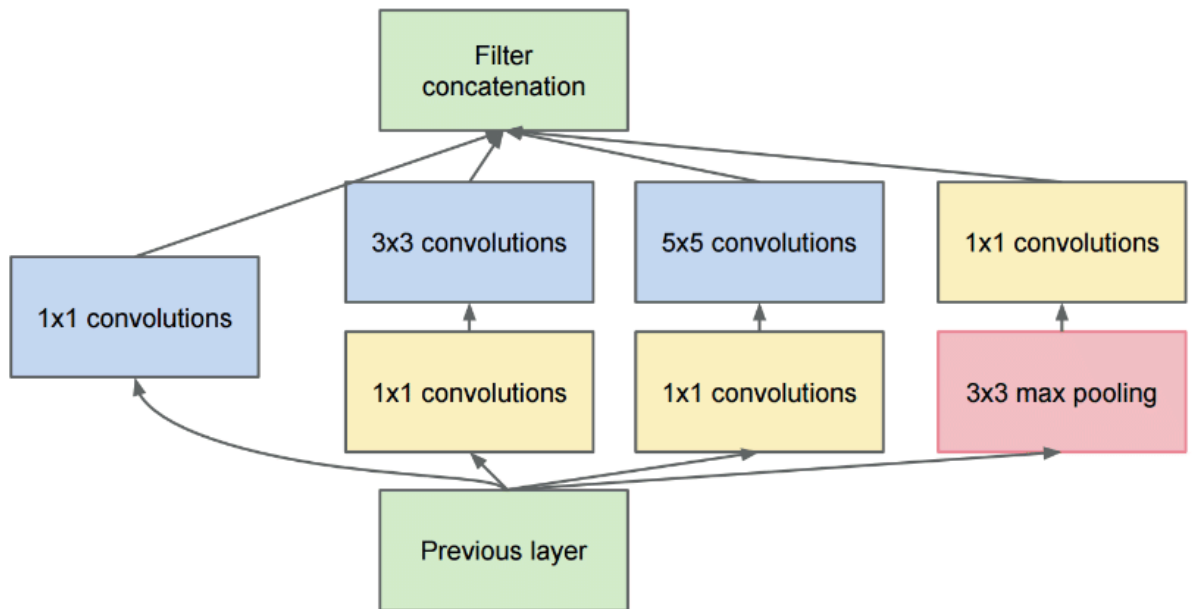 Filter
concatenation
3x3 convolutions
5x5 convolutions
1x1 convolutions
1x1 convolutions
1x1 convolutions
1x1 convolutions
3x3 max pooling
Previous layer